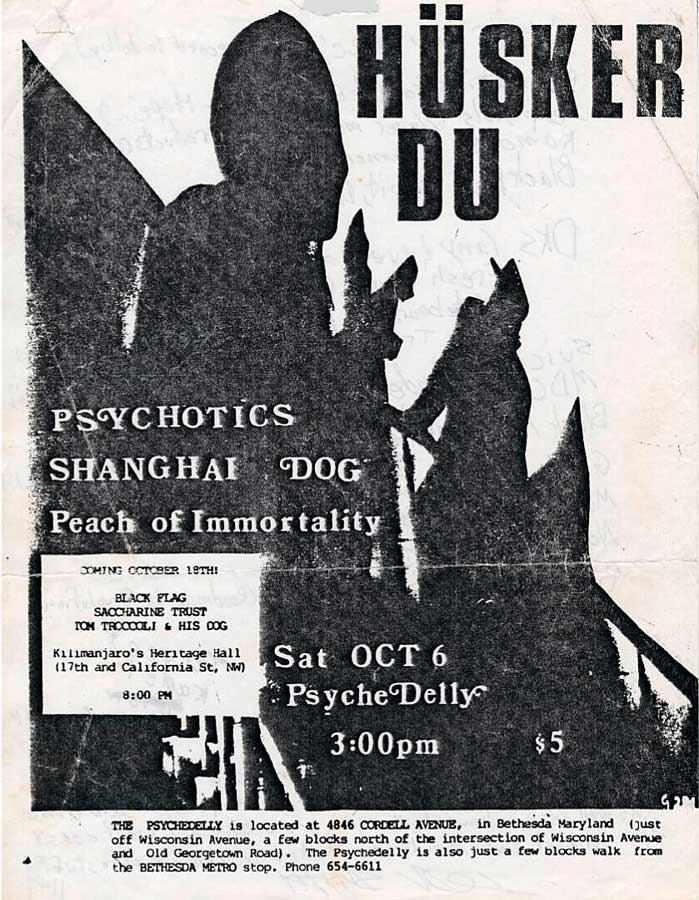 HÜSKER
DU
PSYCHOTICS
SHANGHAI DOG
Peach of Immortality
COMING OCTOBER 18TH!
BLACK FLAG
SACCHARINE TRUST
TOM TROCCOLI & HIS DOG
Kilimanjaro's Heritage Hall
(17th and California St, NW)
8:00 PM
Sat OCT 6
PsycheDelly
3:00pm $5
THE PSYCHEDELLY is located at 4846 CORDELL AVENUE, in Bethesda Maryland (just
off Wisconsin Avenue, a few blocks north of the intersection of Wisconsin Avenue
and Old Georgetown Road). The Psychedelly is also just a few blocks walk from
the BETHESDA METRO stop. Phone 654-6611